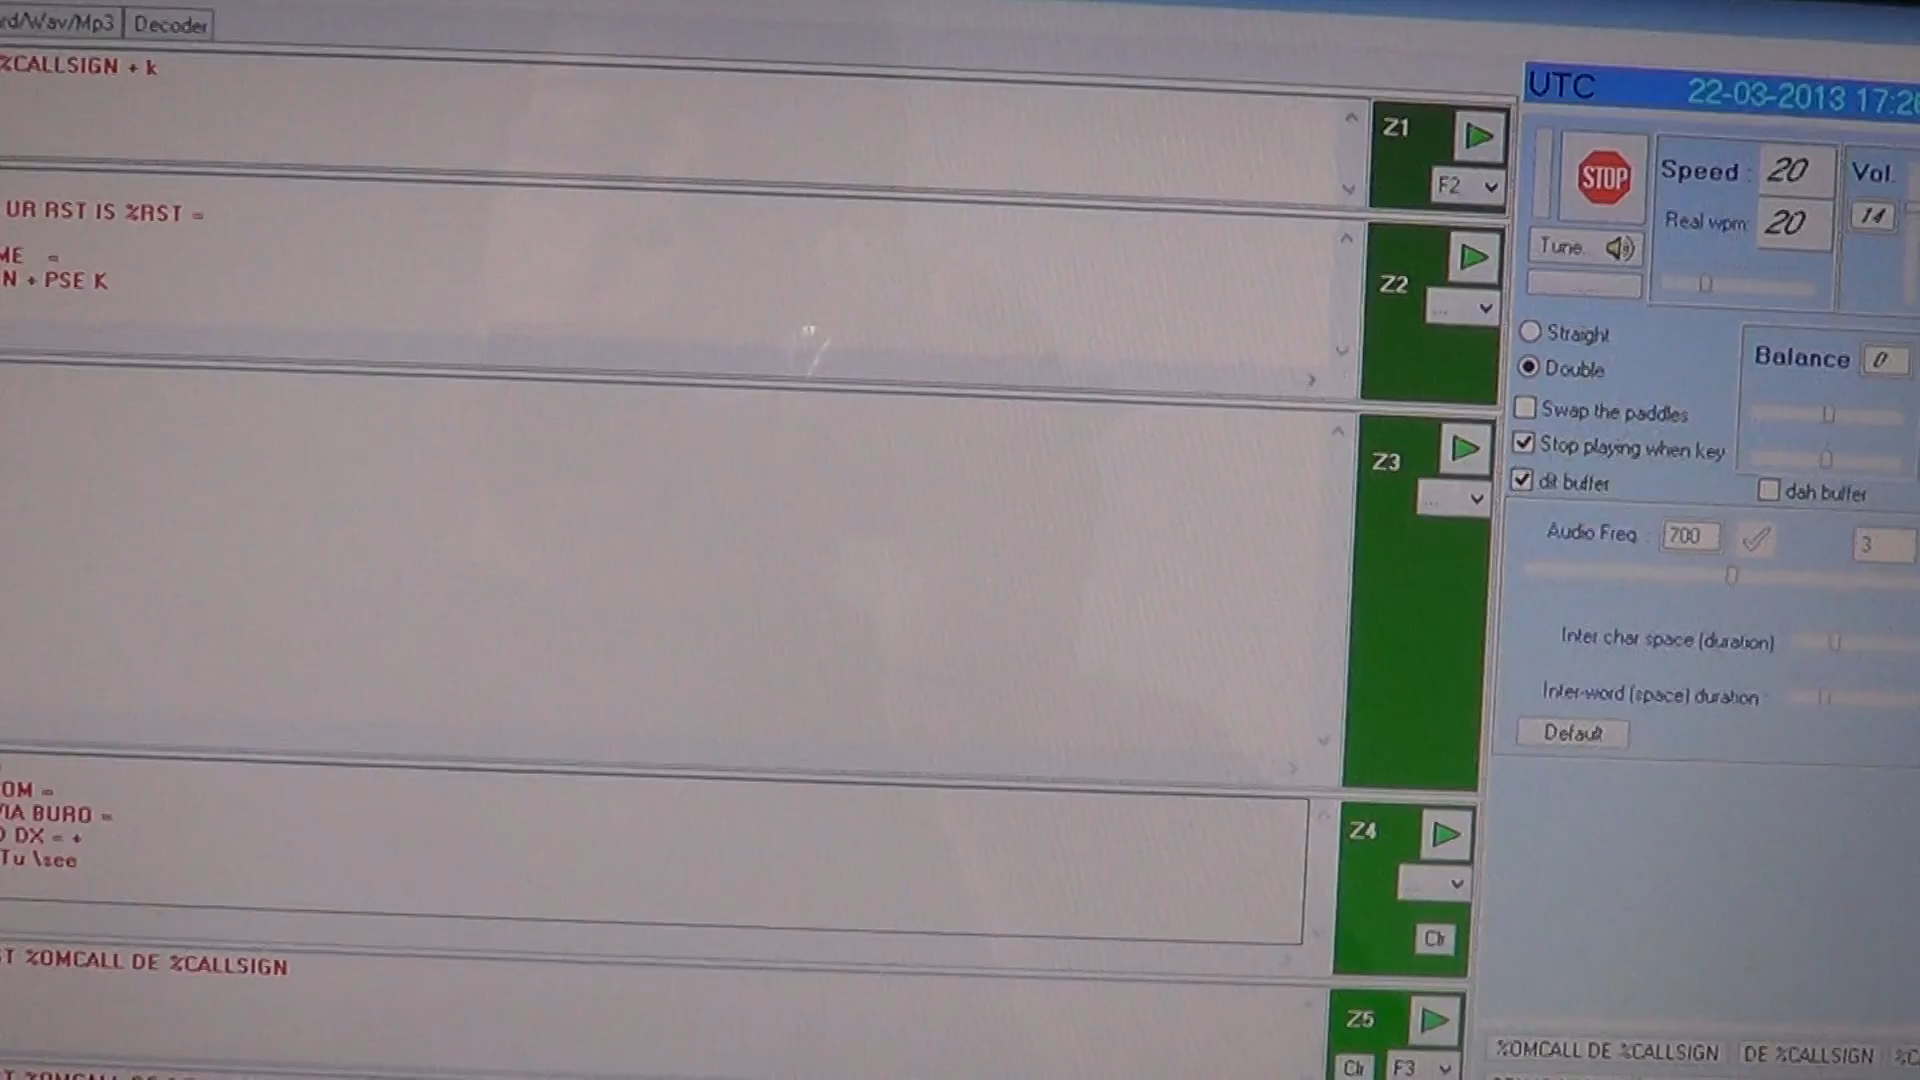 rd/Wav/Mp3 Decoder
%CALLSIGN + k
UTC 22-03-2013 17:26
Z1
F2
STOP
Speed : 20
Vol.
Real wpm: 20
14
Tune
UR RST IS %RST =
ME =
N + PSE K
Z2
...
Straight
Double
Balance 0
Swap the paddles
Stop playing when key
dit buffer
dah buffer
Z3
...
Audio Freq : 700
3
Inter char space (duration)
Inter-word (space) duration
Default
OM =
VIA BURO =
DX = +
Tu \see
Z4
...
Clr
T %OMCALL DE %CALLSIGN
Z5
Clr F3
%OMCALL DE %CALLSIGN DE %CALLSIGN %C